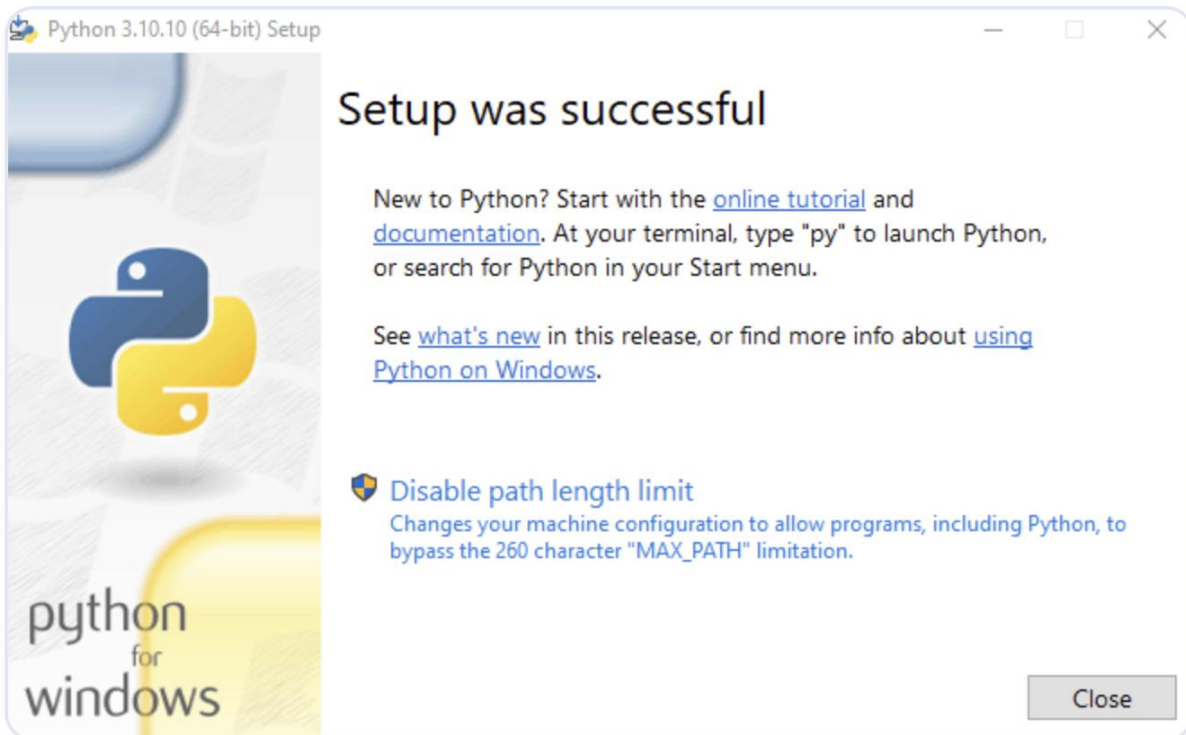 Python 3.10.10 (64-bit) Setup
Setup was successful
New to Python? Start with the online tutorial and
documentation. At your terminal, type "py" to launch Python,
or search for Python in your Start menu.
See what's new in this release, or find more info about using
Python on Windows.
Disable path length limit
Changes your machine configuration to allow programs, including Python, to
bypass the 260 character "MAX_PATH" limitation.
python
for
windows
Close